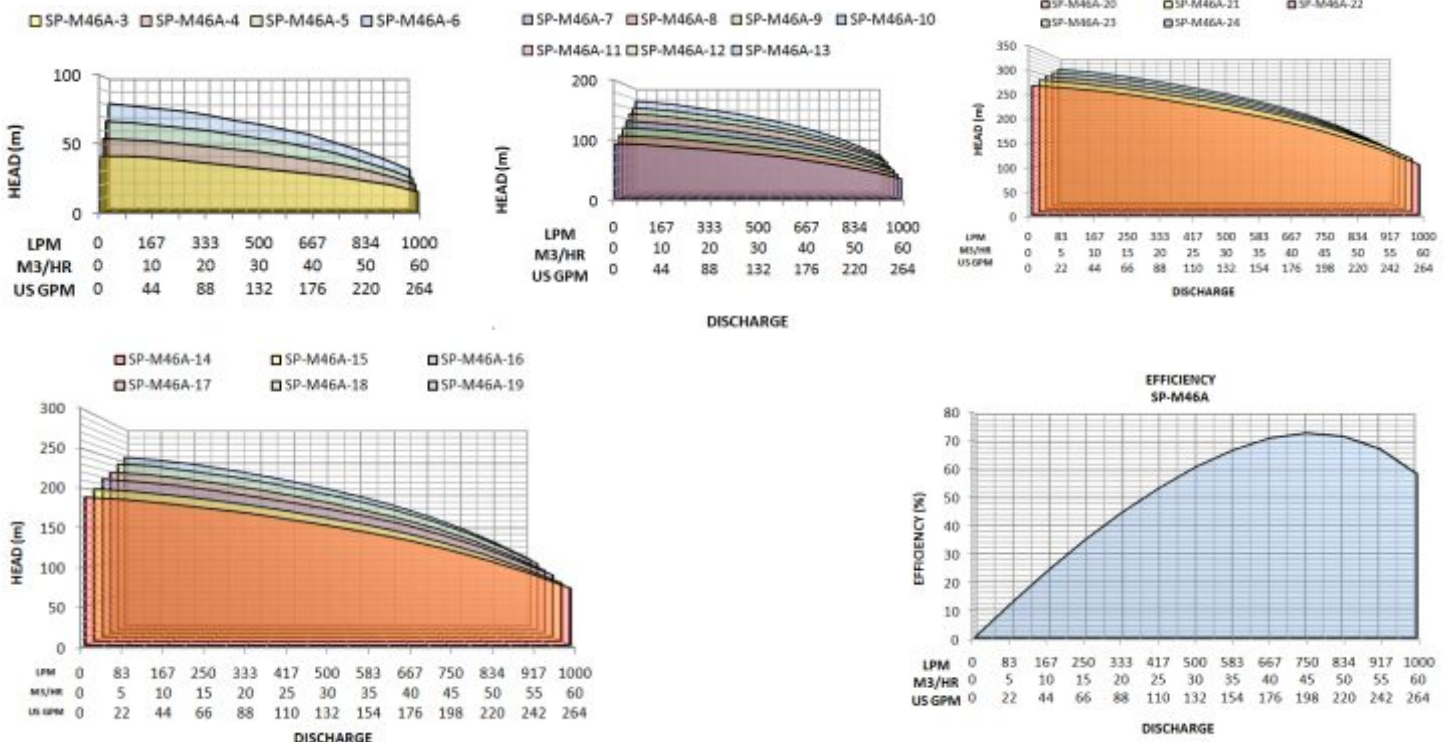 SP-M46A-3 SP-M46A-4 SP-M46A-5 SP-M46A-6
HEAD (m)
100
50
0
LPM 0 167 333 500 667 834 1000
M3/HR 0 10 20 30 40 50 60
US GPM 0 44 88 132 176 220 264
SP-M46A-7 SP-M46A-8 SP-M46A-9 SP-M46A-10
SP-M46A-11 SP-M46A-12 SP-M46A-13
HEAD (m)
200
100
0
LPM 0 167 333 500 667 834 1000
M3/HR 0 10 20 30 40 50 60
US GPM 0 44 88 132 176 220 264
DISCHARGE
SP-M46A-20 SP-M46A-21 SP-M46A-22
SP-M46A-23 SP-M46A-24
HEAD (m)
350
300
250
200
150
100
50
0
LPM 0 83 167 250 333 417 500 583 667 750 834 917 1000
M3/HR 0 5 10 15 20 25 30 35 40 45 50 55 60
US GPM 0 22 44 66 88 110 132 154 176 198 220 242 264
DISCHARGE
SP-M46A-14 SP-M46A-15 SP-M46A-16
SP-M46A-17 SP-M46A-18 SP-M46A-19
HEAD (m)
300
250
200
150
100
50
0
LPM 0 83 167 250 333 417 500 583 667 750 834 917 1000
M3/HR 0 5 10 15 20 25 30 35 40 45 50 55 60
US GPM 0 22 44 66 88 110 132 154 176 198 220 242 264
DISCHARGE
EFFICIENCY
SP-M46A
EFFICIENCY (%)
80
70
60
50
40
30
20
10
0
LPM 0 83 167 250 333 417 500 583 667 750 834 917 1000
M3/HR 0 5 10 15 20 25 30 35 40 45 50 55 60
US GPM 0 22 44 66 88 110 132 154 176 198 220 242 264
DISCHARGE